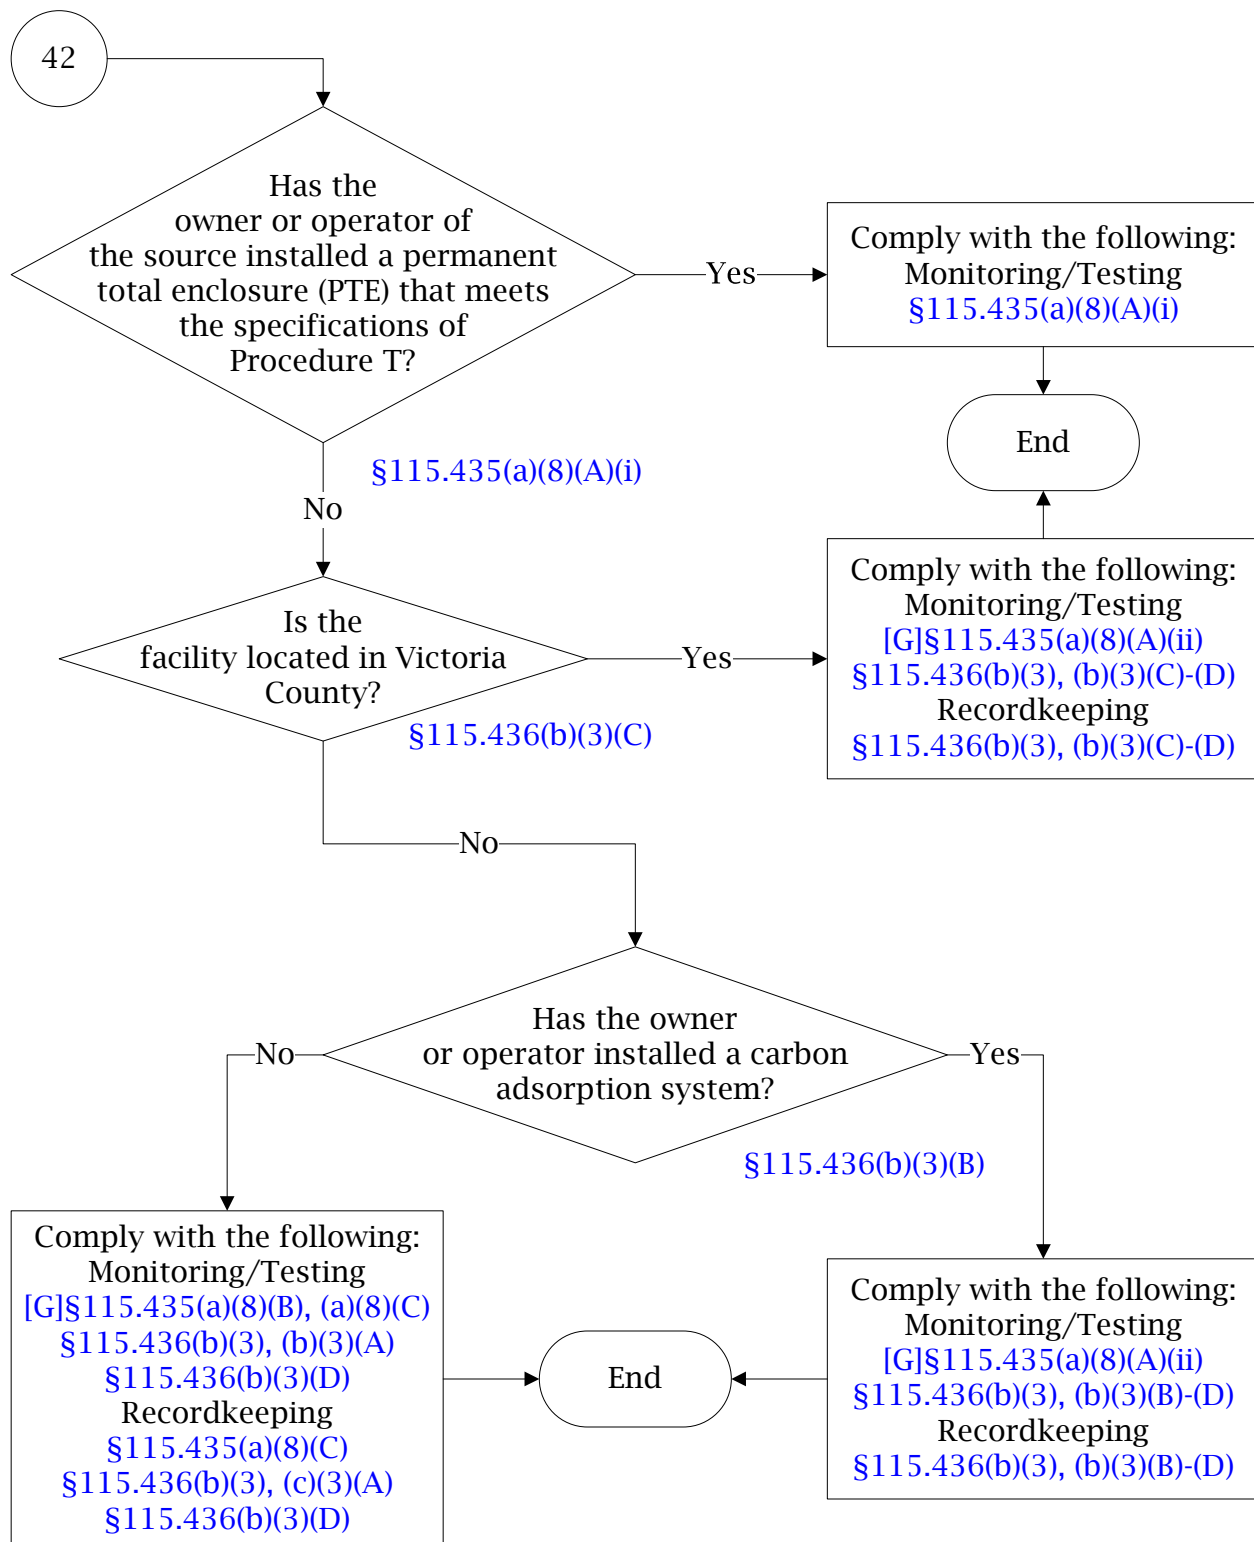 42
Has the
owner or operator of
the source installed a permanent
total enclosure (PTE) that meets
the specifications of
Procedure T?
Yes
Comply with the following:
Monitoring/Testing
§115.435(a)(8)(A)(i)
End
§115.435(a)(8)(A)(i)
No
Is the
facility located in Victoria
County?
Yes
Comply with the following:
Monitoring/Testing
[G]§115.435(a)(8)(A)(ii)
§115.436(b)(3), (b)(3)(C)-(D)
Recordkeeping
§115.436(b)(3), (b)(3)(C)-(D)
§115.436(b)(3)(C)
No
Has the owner
or operator installed a carbon
adsorption system?
No
Yes
§115.436(b)(3)(B)
Comply with the following:
Monitoring/Testing
[G]§115.435(a)(8)(B), (a)(8)(C)
§115.436(b)(3), (b)(3)(A)
§115.436(b)(3)(D)
Recordkeeping
§115.435(a)(8)(C)
§115.436(b)(3), (c)(3)(A)
§115.436(b)(3)(D)
End
Comply with the following:
Monitoring/Testing
[G]§115.435(a)(8)(A)(ii)
§115.436(b)(3), (b)(3)(B)-(D)
Recordkeeping
§115.436(b)(3), (b)(3)(B)-(D)